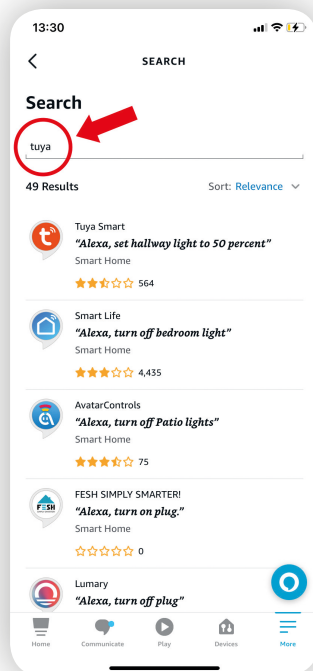 13:30
SEARCH
Search
tuya
49 Results
Sort: Relevance
Tuya Smart
“Alexa, set hallway light to 50 percent”
Smart Home
564
Smart Life
“Alexa, turn off bedroom light”
Smart Home
4,435
AvatarControls
“Alexa, turn off Patio lights”
Smart Home
75
FESH
FESH SIMPLY SMARTER!
“Alexa, turn on plug.”
Smart Home
0
Lumary
“Alexa, turn off plug”
Home
Communicate
Play
Devices
More